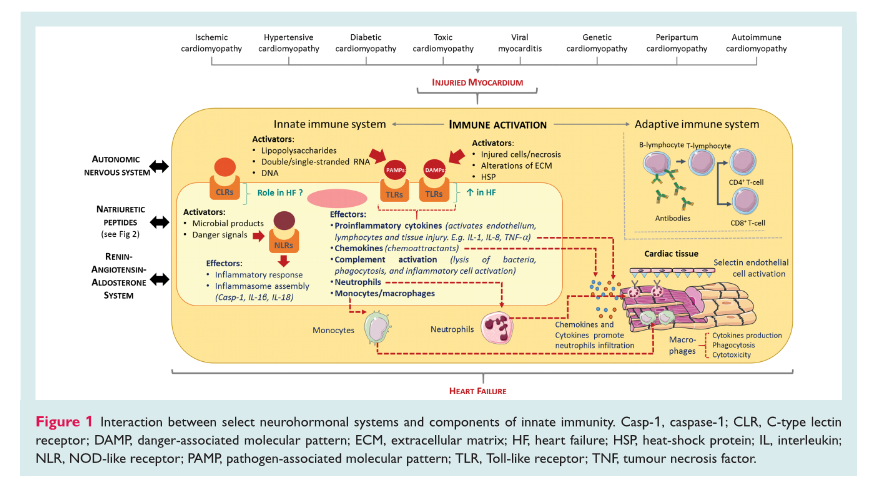 Ischemic cardiomyopathy
Hypertensive cardiomyopathy
Diabetic cardiomyopathy
Toxic cardiomyopathy
Viral myocarditis
Genetic cardiomyopathy
Peripartum cardiomyopathy
Autoimmune cardiomyopathy
INJURIED MYOCARDIUM
Innate immune system
IMMUNE ACTIVATION
Adaptive immune system
AUTONOMIC
NERVOUS SYSTEM
NATRIURETIC
PEPTIDES
(see Fig 2)
RENIN-
ANGIOTENSIN-
ALDOSTERONE
SYSTEM
Activators:
• Lipopolysaccharides
• Double/single-stranded RNA
• DNA
PAMPs
DAMPs
Activators:
• Injured cells/necrosis
• Alterations of ECM
• HSP
CLRs
Role in HF ?
TLRs
TLRs
↑ in HF
Activators:
• Microbial products
• Danger signals
NLRs
Effectors:
• Inflammatory response
• Inflammasome assembly
(Casp-1, IL-1β, IL-18)
Effectors:
• Proinflammatory cytokines (activates endothelium,
lymphocytes and tissue injury. E.g. IL-1, IL-8, TNF-α)
• Chemokines (chemoattractants)
• Complement activation (lysis of bacteria,
phagocytosis, and inflammatory cell activation)
• Neutrophils
• Monocytes/macrophages
B-lymphocyte
T-lymphocyte
CD4⁺ T-cell
CD8⁺ T-cell
Antibodies
Cardiac tissue
Selectin endothelial
cell activation
Monocytes
Neutrophils
Chemokines and
Cytokines promote
neutrophils infiltration
Macro-
phages
Cytokines production
Phagocytosis
Cytotoxicity
HEART FAILURE
Figure 1 Interaction between select neurohormonal systems and components of innate immunity. Casp-1, caspase-1; CLR, C-type lectin
receptor; DAMP, danger-associated molecular pattern; ECM, extracellular matrix; HF, heart failure; HSP, heat-shock protein; IL, interleukin;
NLR, NOD-like receptor; PAMP, pathogen-associated molecular pattern; TLR, Toll-like receptor; TNF, tumour necrosis factor.